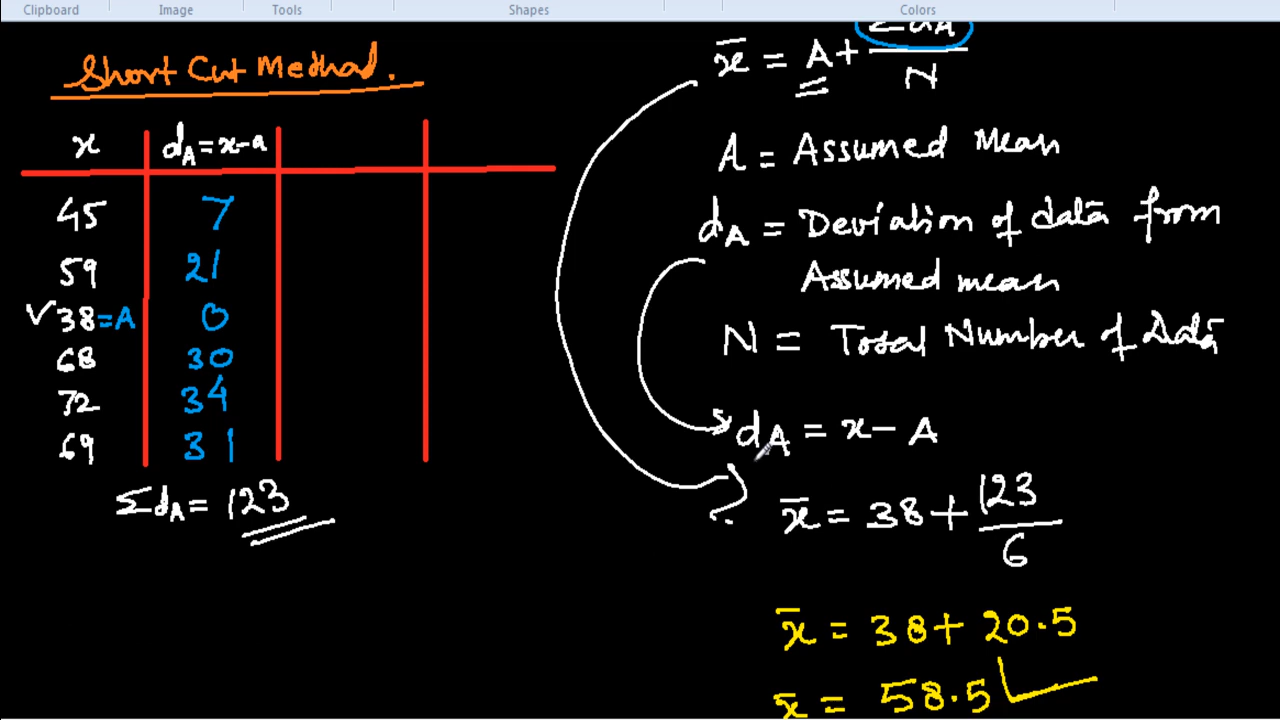 Clipboard Image Tools Shapes Colors
Short Cut Method.
x dA = x-a
45 7
59 21
✓38 = A 0
68 30
72 34
69 31
Σ dA = 123
x̄ = A + Σ dA / N
A = Assumed Mean
dA = Deviation of data from
Assumed mean
N = Total Number of Data
dA = x - A
x̄ = 38 + 123 / 6
x̄ = 38 + 20.5
x̄ = 58.5